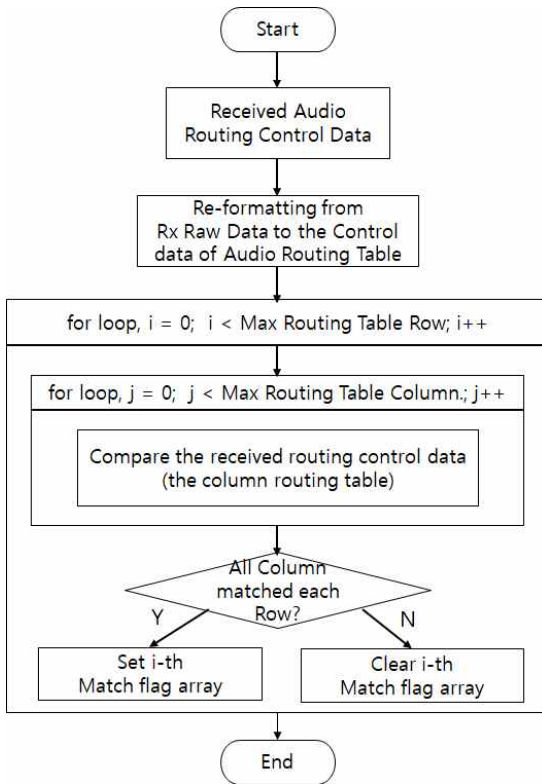 Start
Received Audio
Routing Control Data
Re-formatting from
Rx Raw Data to the Control
data of Audio Routing Table
for loop, i = 0; i < Max Routing Table Row; i++
for loop, j = 0; j < Max Routing Table Column.; j++
Compare the received routing control data
(the column routing table)
All Column
matched each
Row?
Y
N
Set i-th
Match flag array
Clear i-th
Match flag array
End